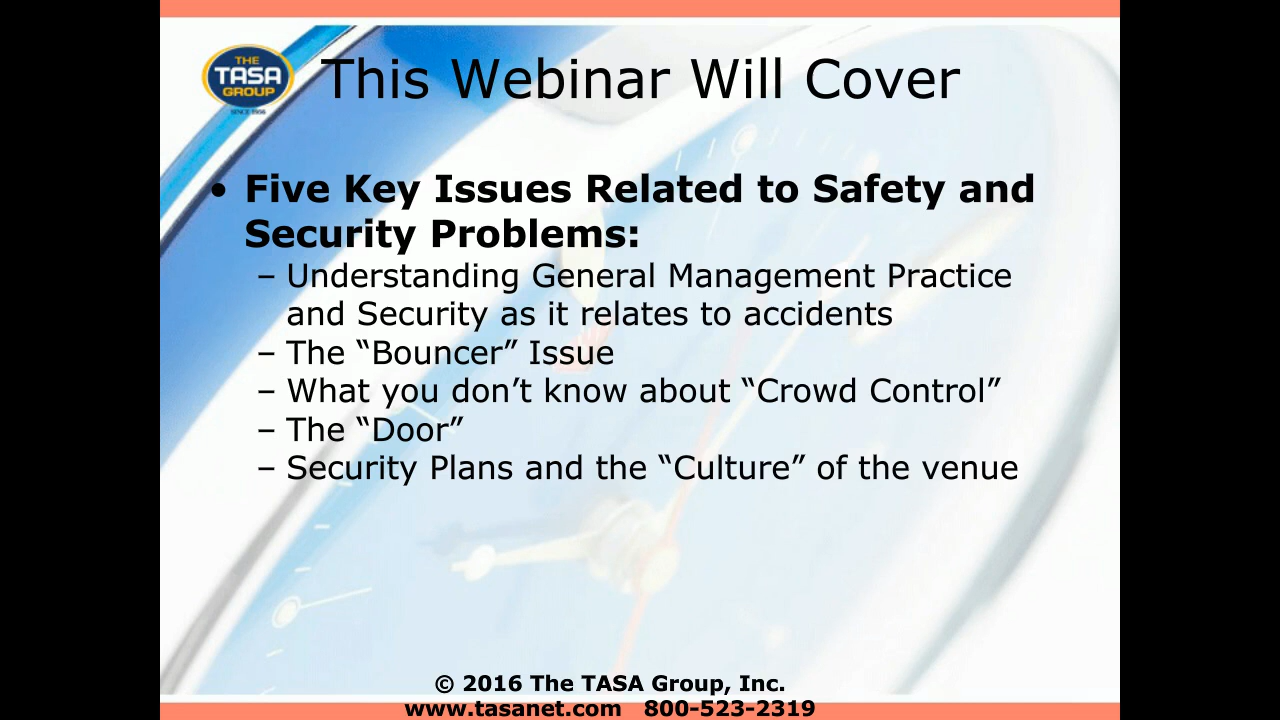 THE
TASA
GROUP
SINCE 1956
This Webinar Will Cover
• Five Key Issues Related to Safety and
Security Problems:
– Understanding General Management Practice
and Security as it relates to accidents
– The “Bouncer” Issue
– What you don’t know about “Crowd Control”
– The “Door”
– Security Plans and the “Culture” of the venue
© 2016 The TASA Group, Inc.
www.tasanet.com 800-523-2319